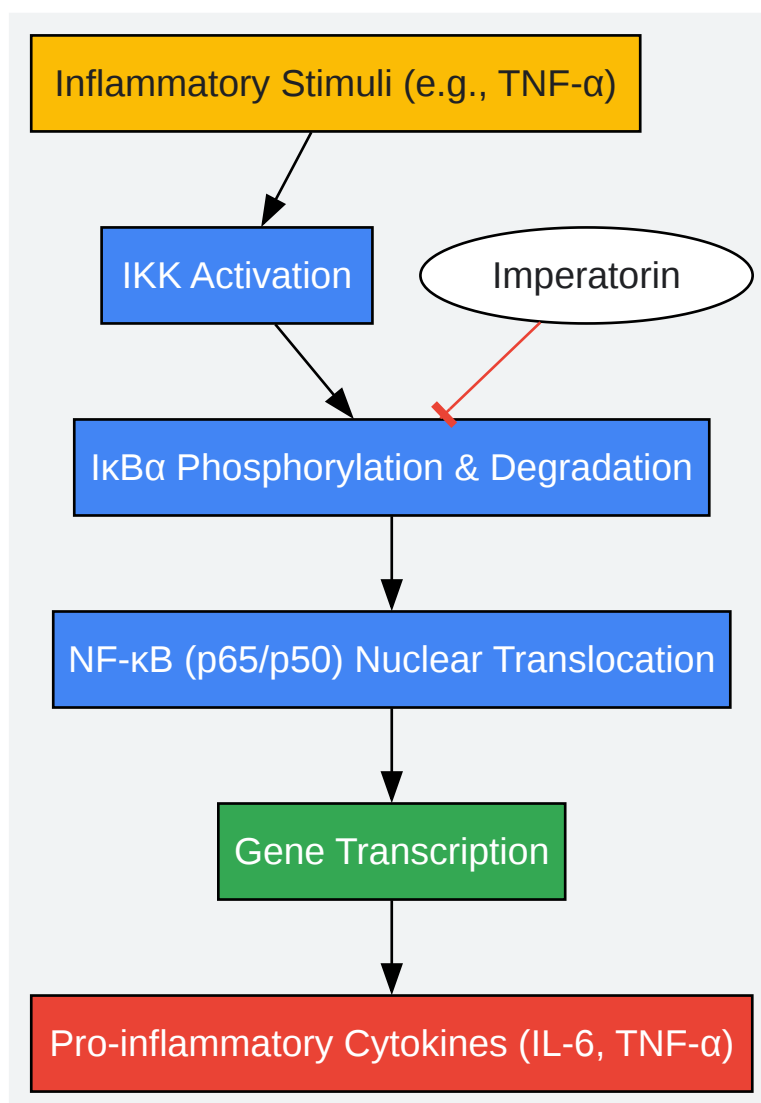 Inflammatory Stimuli (e.g., TNF-α)
IKK Activation
Imperatorin
IκBα Phosphorylation & Degradation
NF-κB (p65/p50) Nuclear Translocation
Gene Transcription
Pro-inflammatory Cytokines (IL-6, TNF-α)